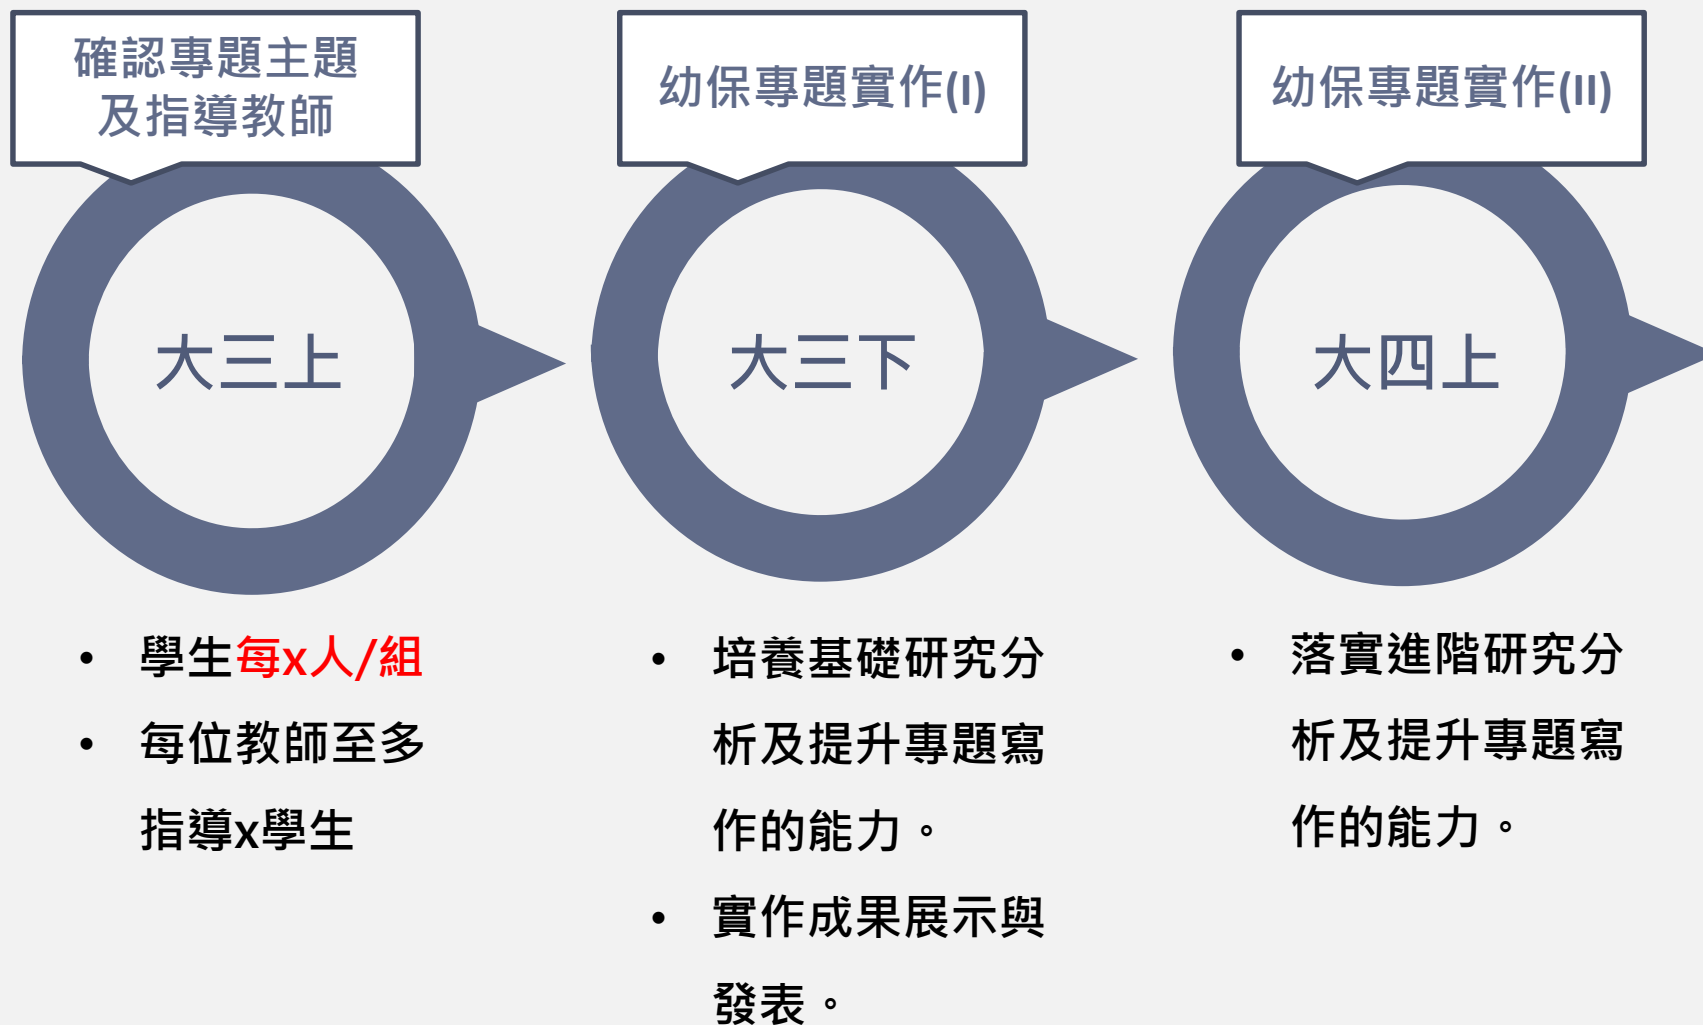 確認專題主題
及指導教師
大三上
• 學生每x人/組
• 每位教師至多
指導x學生
幼保專題實作(I)
大三下
• 培養基礎研究分
析及提升專題寫
作的能力。
• 實作成果展示與
發表。
幼保專題實作(II)
大四上
• 落實進階研究分
析及提升專題寫
作的能力。